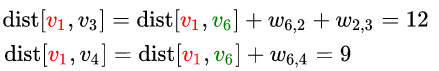 dist[v₁, v₃] = dist[v₁, v₆] + w₆,₂ + w₂,₃ = 12
dist[v₁, v₄] = dist[v₁, v₆] + w₆,₄ = 9